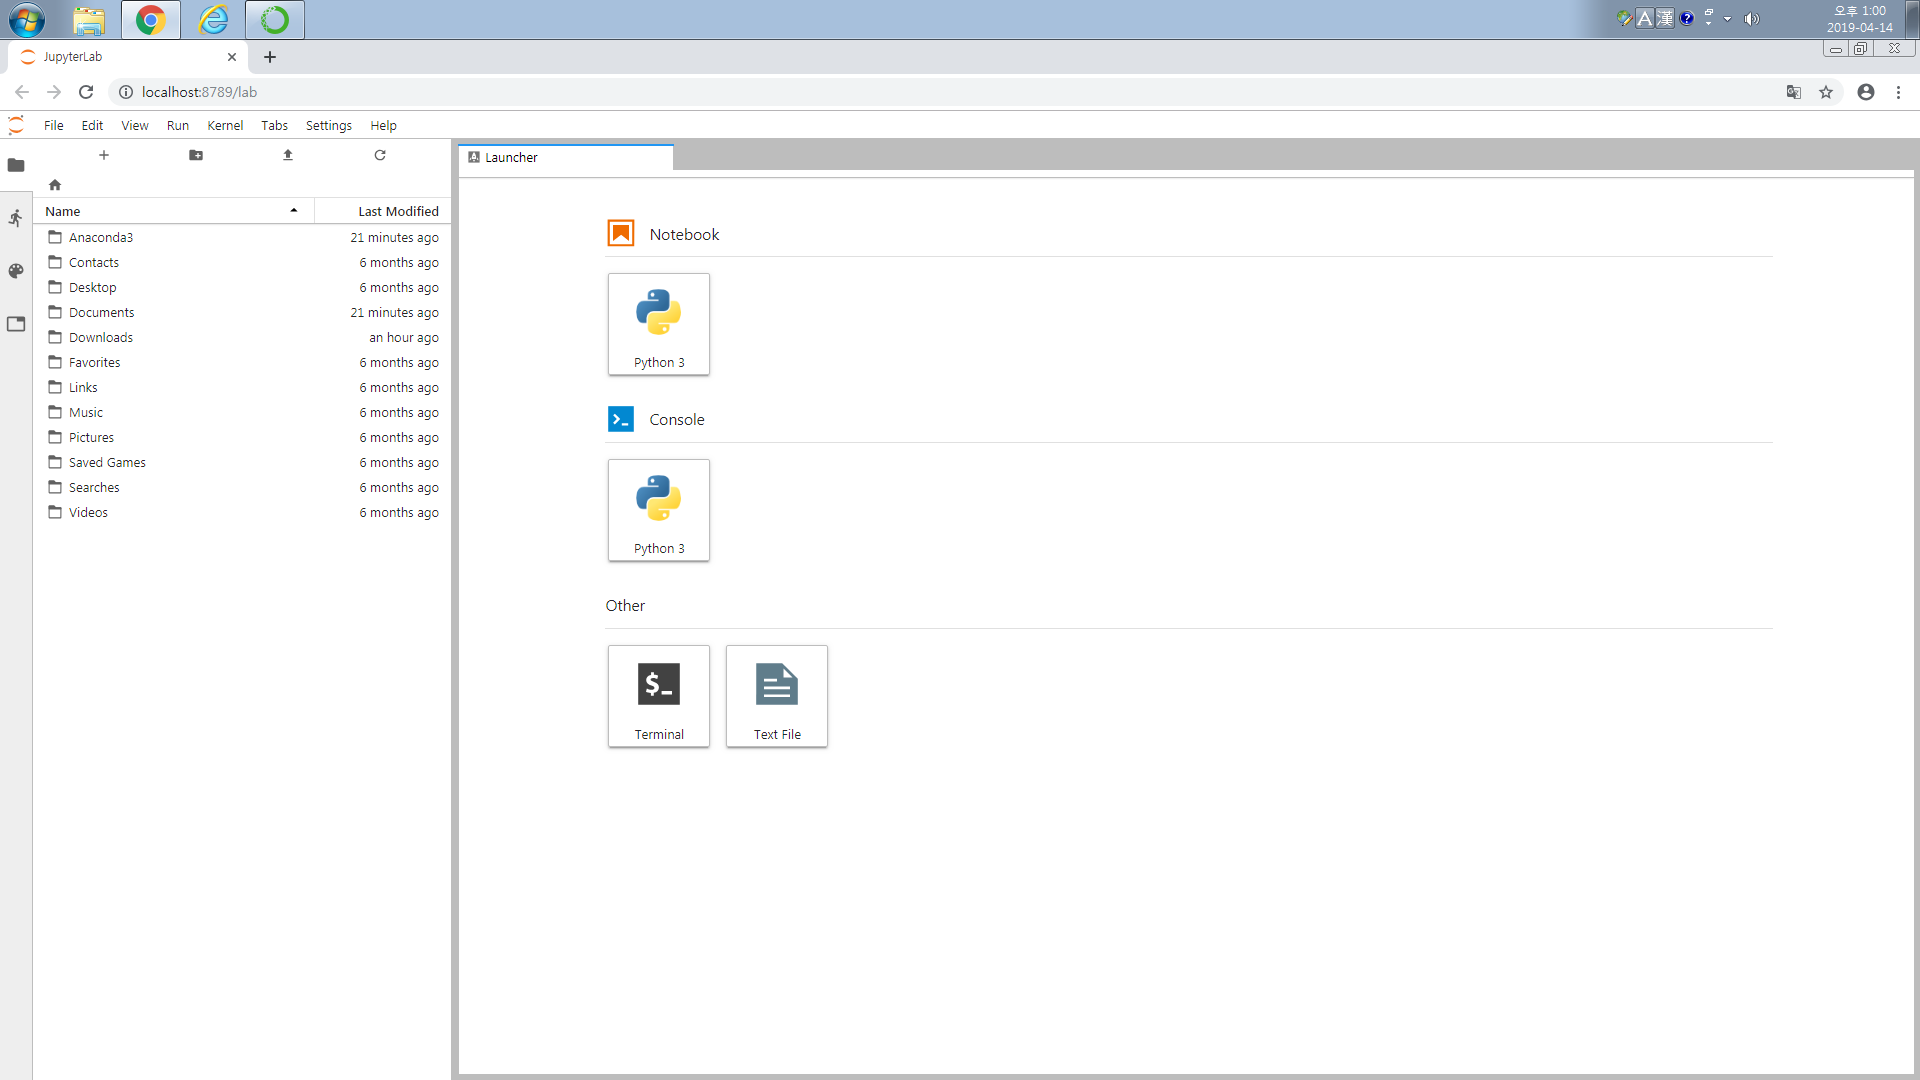 오후 1:00
2019-04-14
A 漢
JupyterLab
localhost:8789/lab
File Edit View Run Kernel Tabs Settings Help
Launcher
Name Last Modified
Anaconda3 21 minutes ago
Contacts 6 months ago
Desktop 6 months ago
Documents 21 minutes ago
Downloads an hour ago
Favorites 6 months ago
Links 6 months ago
Music 6 months ago
Pictures 6 months ago
Saved Games 6 months ago
Searches 6 months ago
Videos 6 months ago
Notebook
Python 3
Console
Python 3
Other
$_
Terminal
Text File